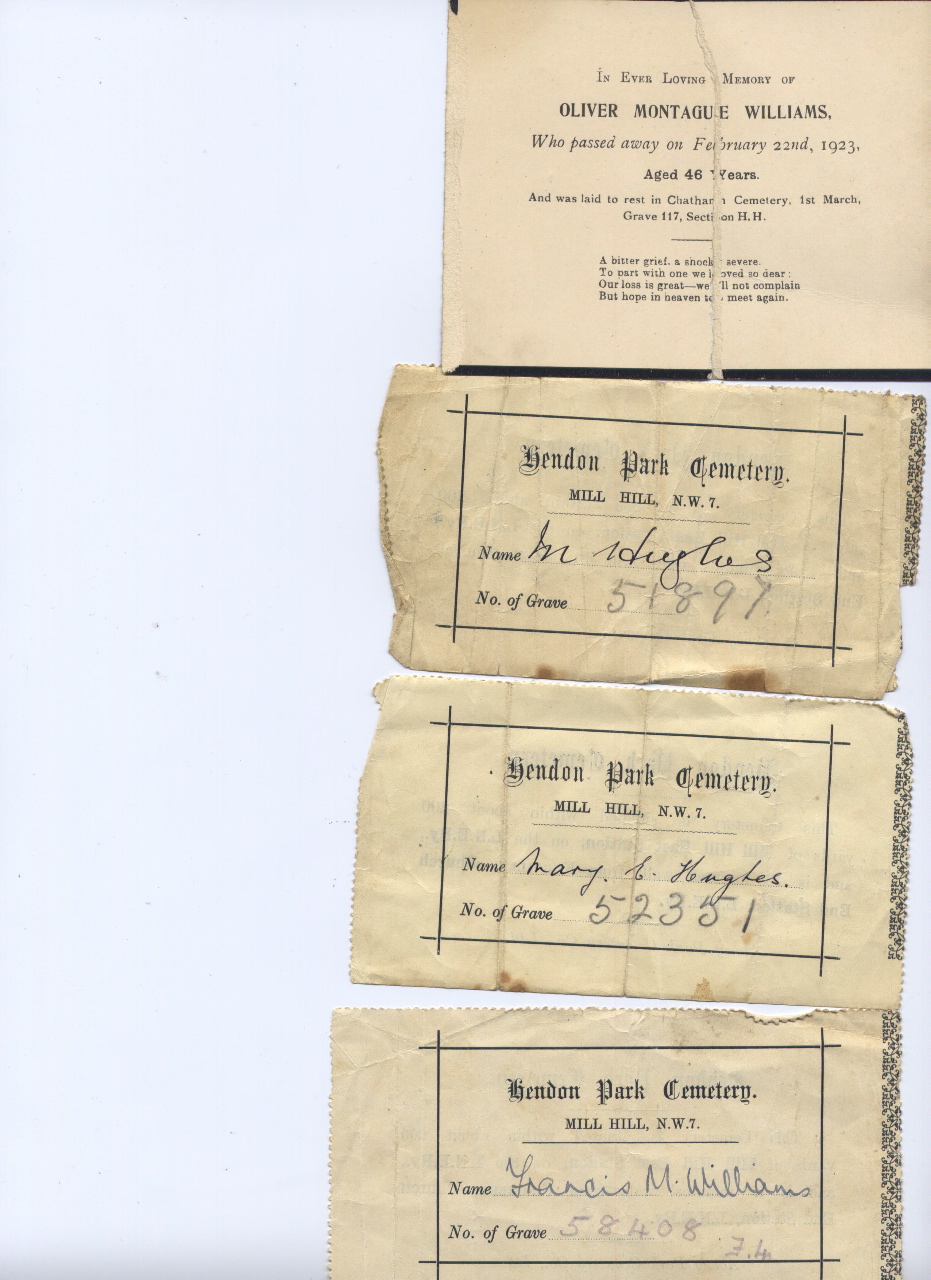 In Ever Loving Memory of
OLIVER MONTAGUE WILLIAMS,
Who passed away on February 22nd, 1923,
Aged 46 Years.
And was laid to rest in Chatham Cemetery, 1st March,
Grave 117, Section H.H.
A bitter grief, a shock severe.
To part with one we loved so dear:
Our loss is great—we'll not complain
But hope in heaven to meet again.
Hendon Park Cemetery.
MILL HILL, N.W. 7.
Name M Hughes
No. of Grave 51897
Hendon Park Cemetery.
MILL HILL, N.W. 7.
Name Mary. E. Hughes.
No. of Grave 52351
Hendon Park Cemetery.
MILL HILL, N.W.7.
Name Francis M. Williams
No. of Grave 58408